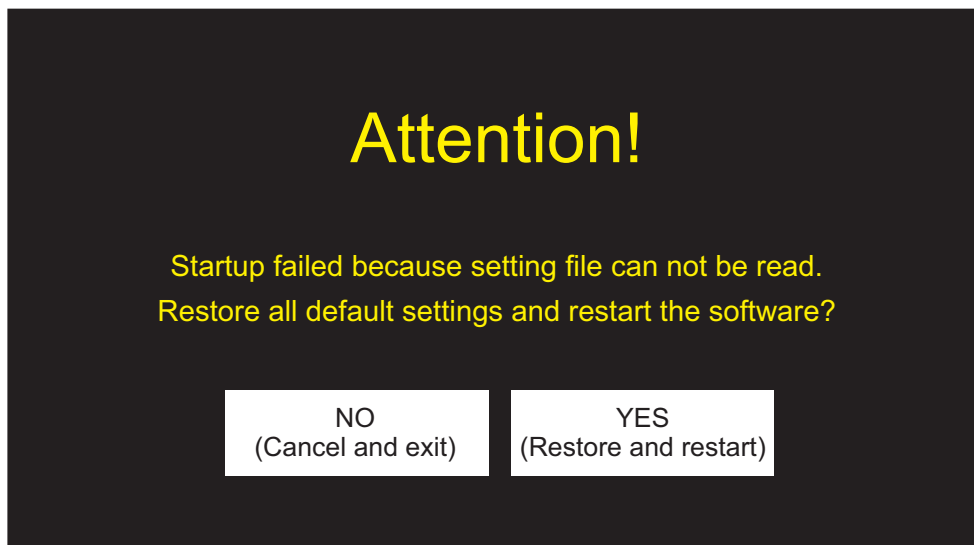 Attention!
Startup failed because setting file can not be read.
Restore all default settings and restart the software?
NO
(Cancel and exit)
YES
(Restore and restart)